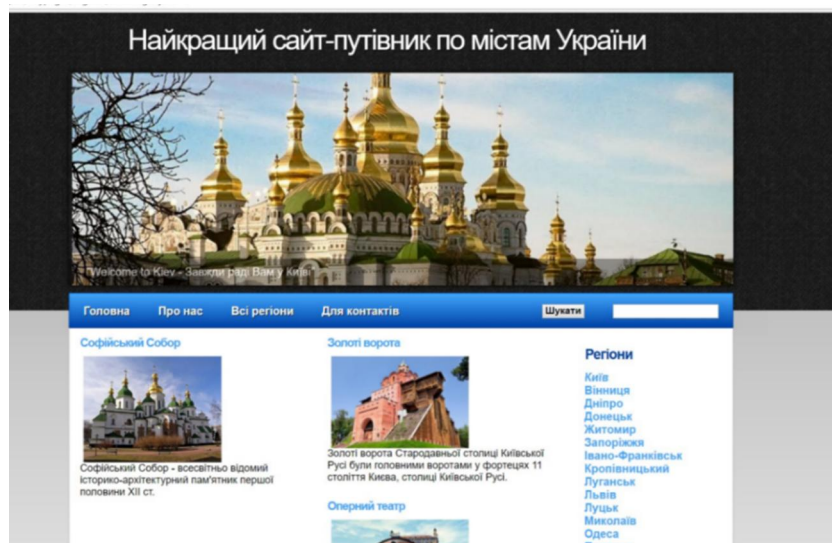 Найкращий сайт-путівник по містам України
"Welcome to Kiev - Завжди раді Вам у Києві"
Головна Про нас Всі регіони Для контактів Шукати
Софійський Собор
Софійський Собор - всесвітньо відомий
історико-архітектурний пам'ятник першої
половини XII ст.
Золоті ворота
Золоті ворота Стародавньої столиці Київської
Русі були головними воротами у фортецях 11
століття Києва, столиці Київської Русі.
Оперний театр
Регіони
Київ
Вінниця
Дніпро
Донецьк
Житомир
Запоріжжя
Івано-Франківськ
Кропівницький
Луганськ
Львів
Луцьк
Миколаїв
Одеса